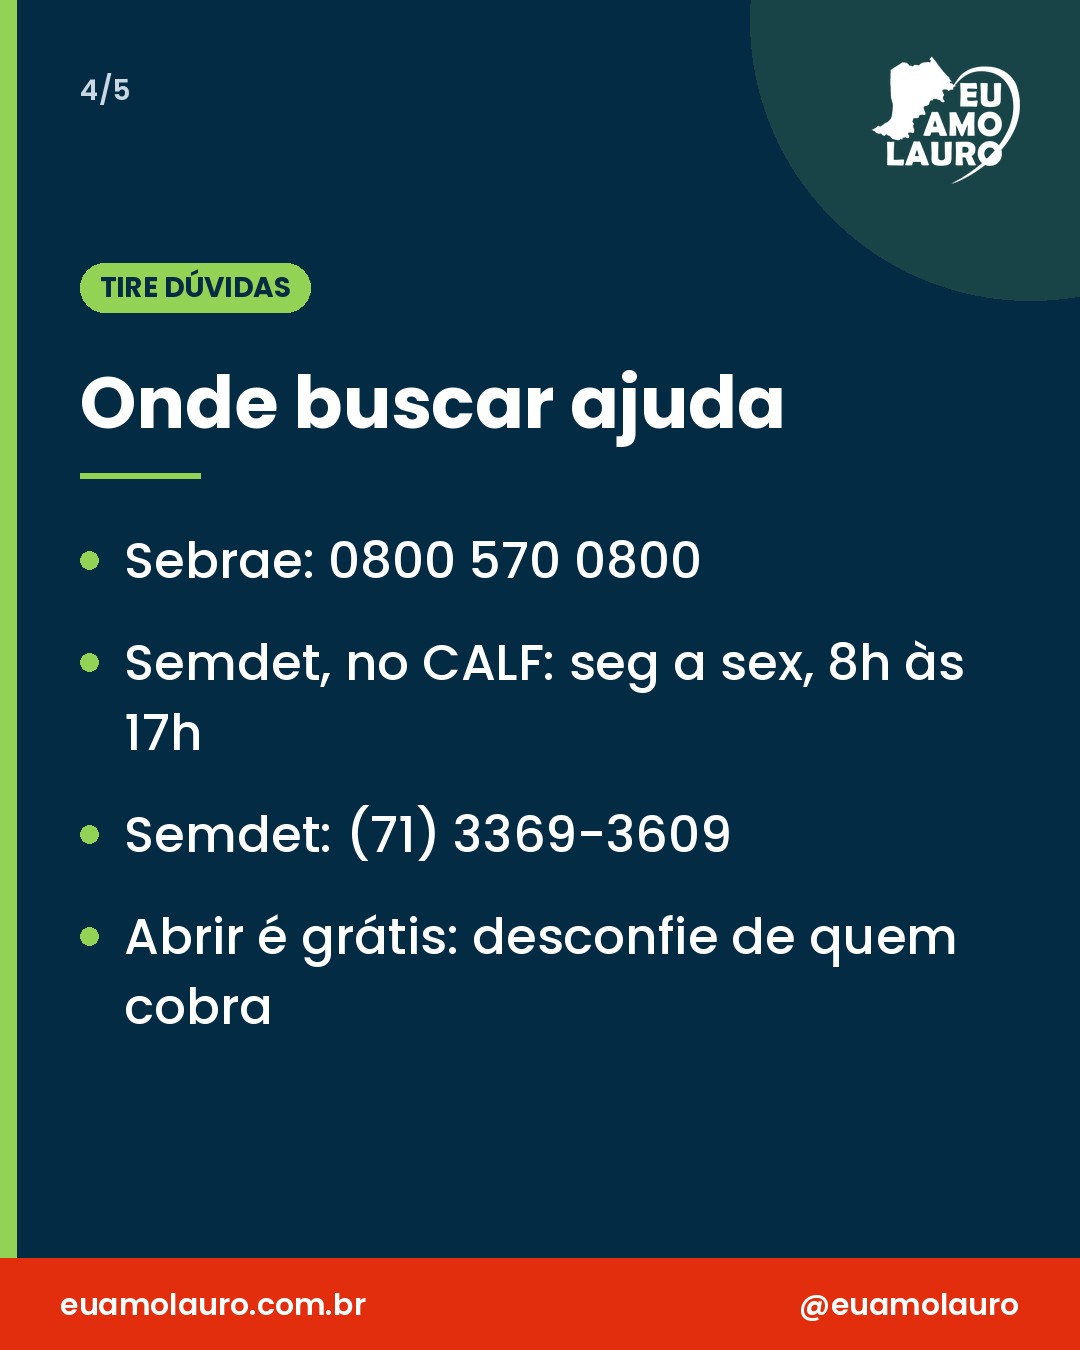 4/5
EU
AMO
LAURO
TIRE DÚVIDAS
Onde buscar ajuda
Sebrae: 0800 570 0800
Semdet, no CALF: seg a sex, 8h às
17h
Semdet: (71) 3369-3609
Abrir é grátis: desconfie de quem
cobra
euamolauro.com.br
@euamolauro